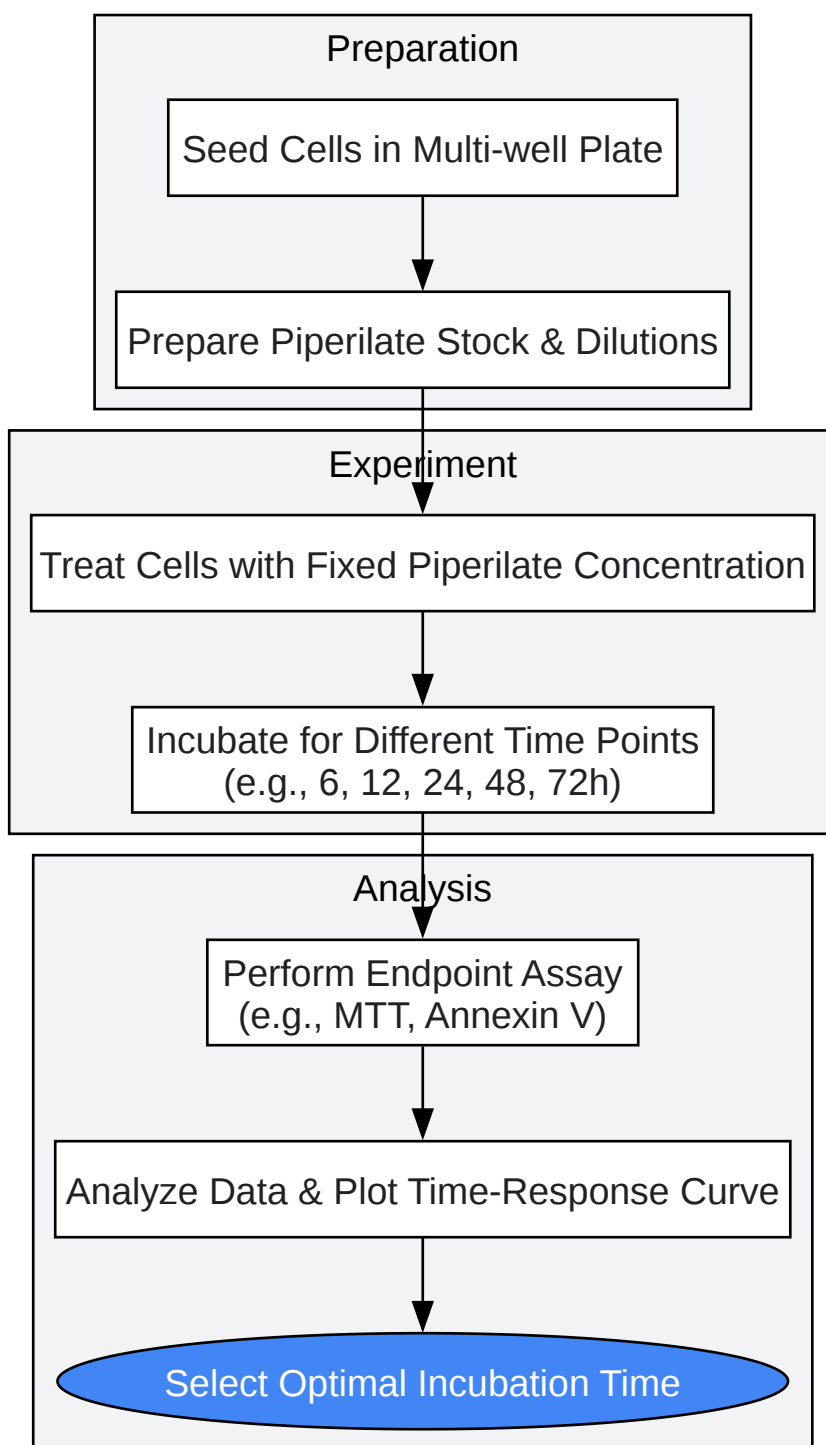 Preparation
Seed Cells in Multi-well Plate
Prepare Piperilate Stock & Dilutions
Experiment
Treat Cells with Fixed Piperilate Concentration
Incubate for Different Time Points
(e.g., 6, 12, 24, 48, 72h)
Analysis
Perform Endpoint Assay
(e.g., MTT, Annexin V)
Analyze Data & Plot Time-Response Curve
Select Optimal Incubation Time